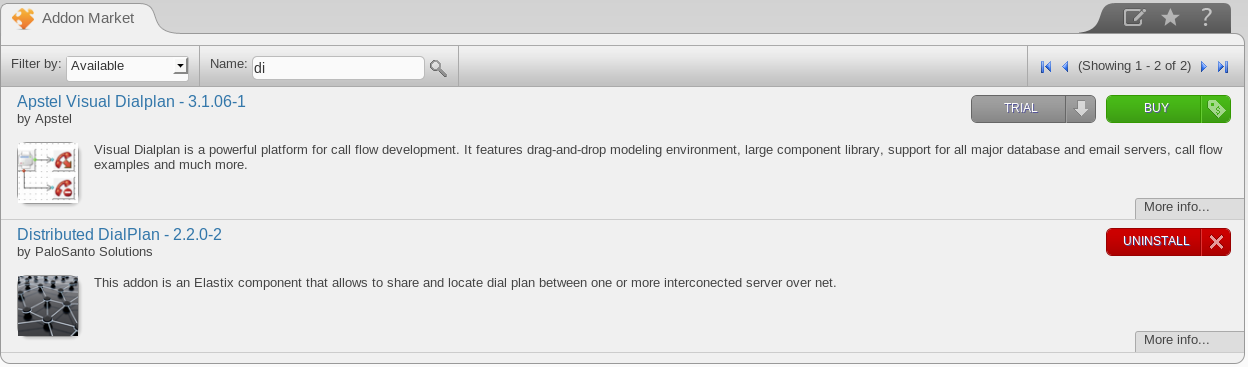 Addon Market
?
Filter by: Available Name: di (Showing 1 - 2 of 2)
Apstel Visual Dialplan - 3.1.06-1
TRIAL BUY
by Apstel
Visual Dialplan is a powerful platform for call flow development. It features drag-and-drop modeling environment, large component library, support for all major database and email servers, call flow
examples and much more.
More info...
Distributed DialPlan - 2.2.0-2
UNINSTALL
by PaloSanto Solutions
This addon is an Elastix component that allows to share and locate dial plan between one or more interconected server over net.
More info...